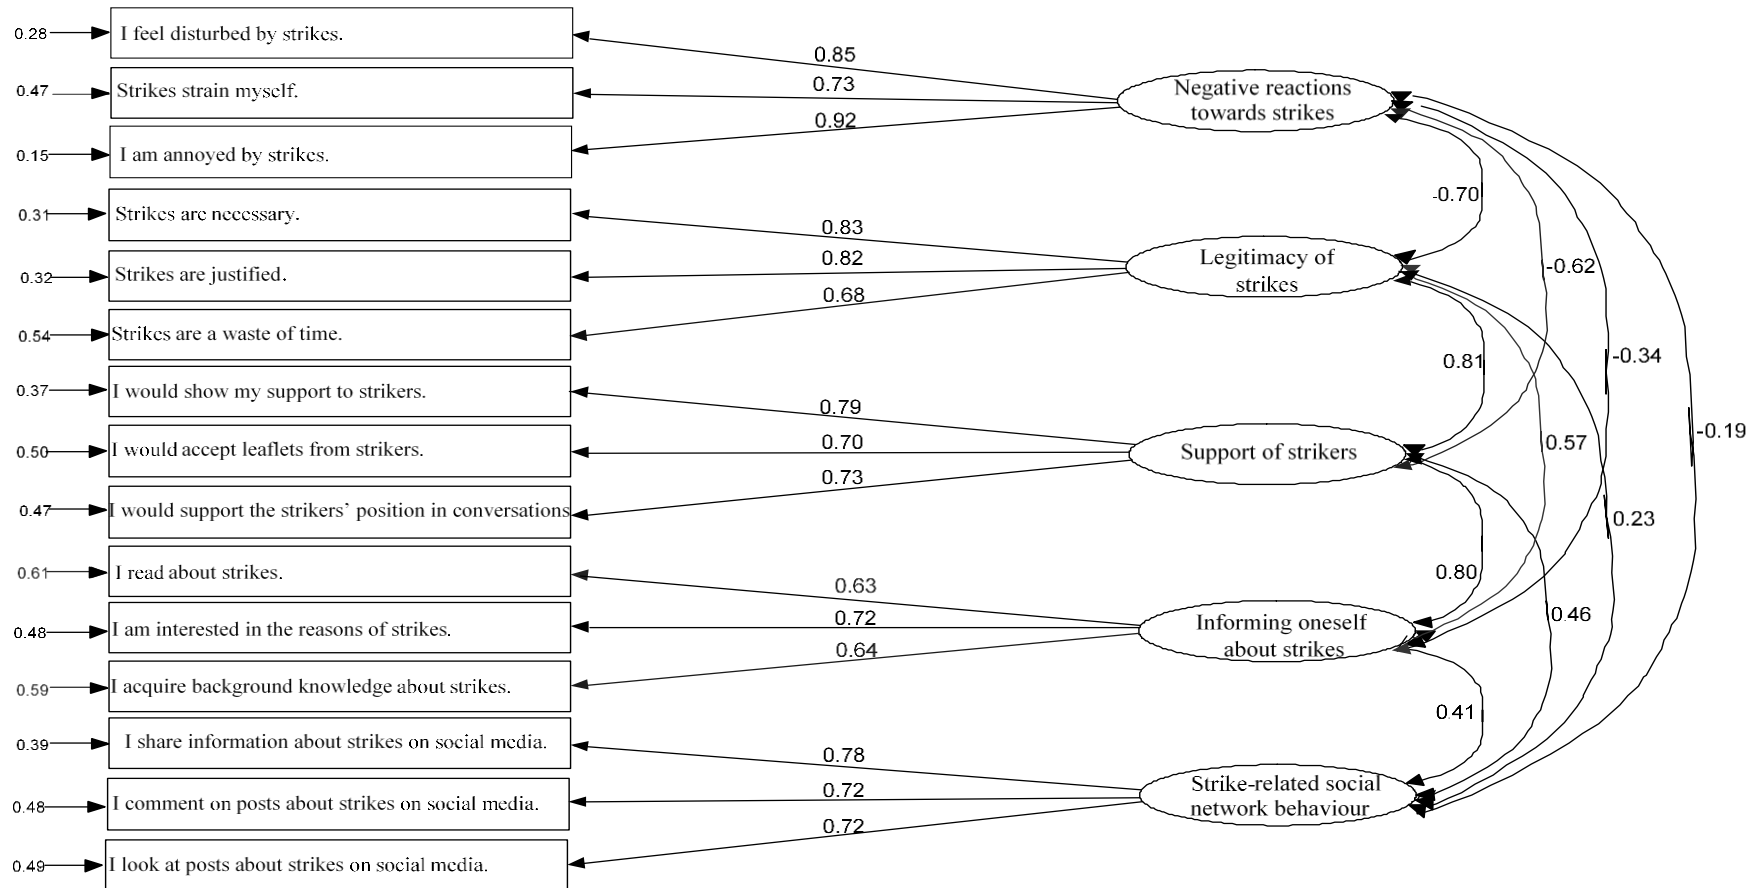 0.28
I feel disturbed by strikes.
0.85
0.47
Strikes strain myself.
0.73
Negative reactions
towards strikes
0.15
I am annoyed by strikes.
0.92
-0.70
0.31
Strikes are necessary.
0.83
0.32
Strikes are justified.
0.82
Legitimacy of
strikes
-0.62
0.54
Strikes are a waste of time.
0.68
0.81
-0.34
0.37
I would show my support to strikers.
0.79
0.50
I would accept leaflets from strikers.
0.70
Support of strikers
0.57
-0.19
0.47
I would support the strikers’ position in conversations
0.73
0.23
0.61
I read about strikes.
0.63
0.80
0.48
I am interested in the reasons of strikes.
0.72
Informing oneself
about strikes
0.46
0.59
I acquire background knowledge about strikes.
0.64
0.41
0.39
I share information about strikes on social media.
0.78
0.48
I comment on posts about strikes on social media.
0.72
Strike-related social
network behaviour
0.49
I look at posts about strikes on social media.
0.72